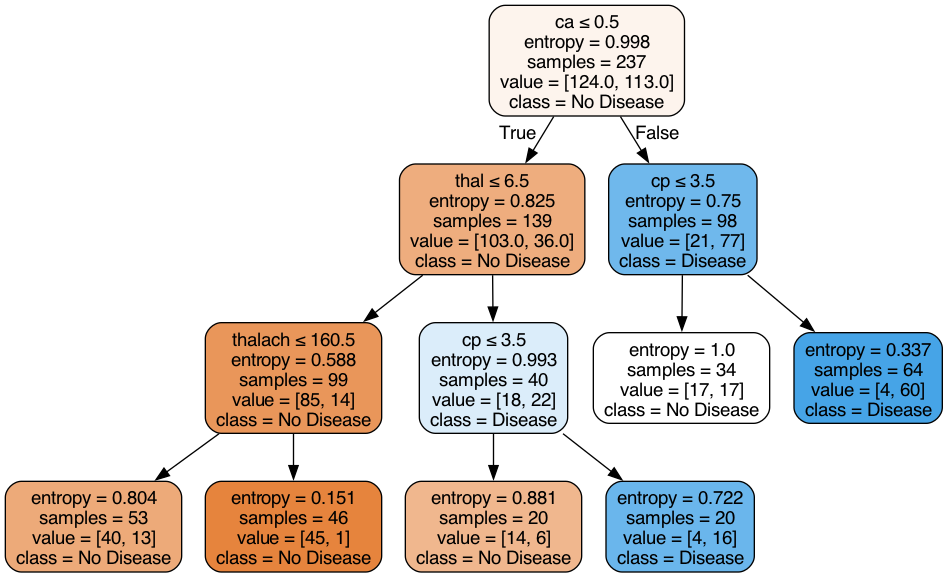 ca ≤ 0.5
entropy = 0.998
samples = 237
value = [124.0, 113.0]
class = No Disease
True
False
thal ≤ 6.5
entropy = 0.825
samples = 139
value = [103.0, 36.0]
class = No Disease
cp ≤ 3.5
entropy = 0.75
samples = 98
value = [21, 77]
class = Disease
thalach ≤ 160.5
entropy = 0.588
samples = 99
value = [85, 14]
class = No Disease
cp ≤ 3.5
entropy = 0.993
samples = 40
value = [18, 22]
class = Disease
entropy = 1.0
samples = 34
value = [17, 17]
class = No Disease
entropy = 0.337
samples = 64
value = [4, 60]
class = Disease
entropy = 0.804
samples = 53
value = [40, 13]
class = No Disease
entropy = 0.151
samples = 46
value = [45, 1]
class = No Disease
entropy = 0.881
samples = 20
value = [14, 6]
class = No Disease
entropy = 0.722
samples = 20
value = [4, 16]
class = Disease